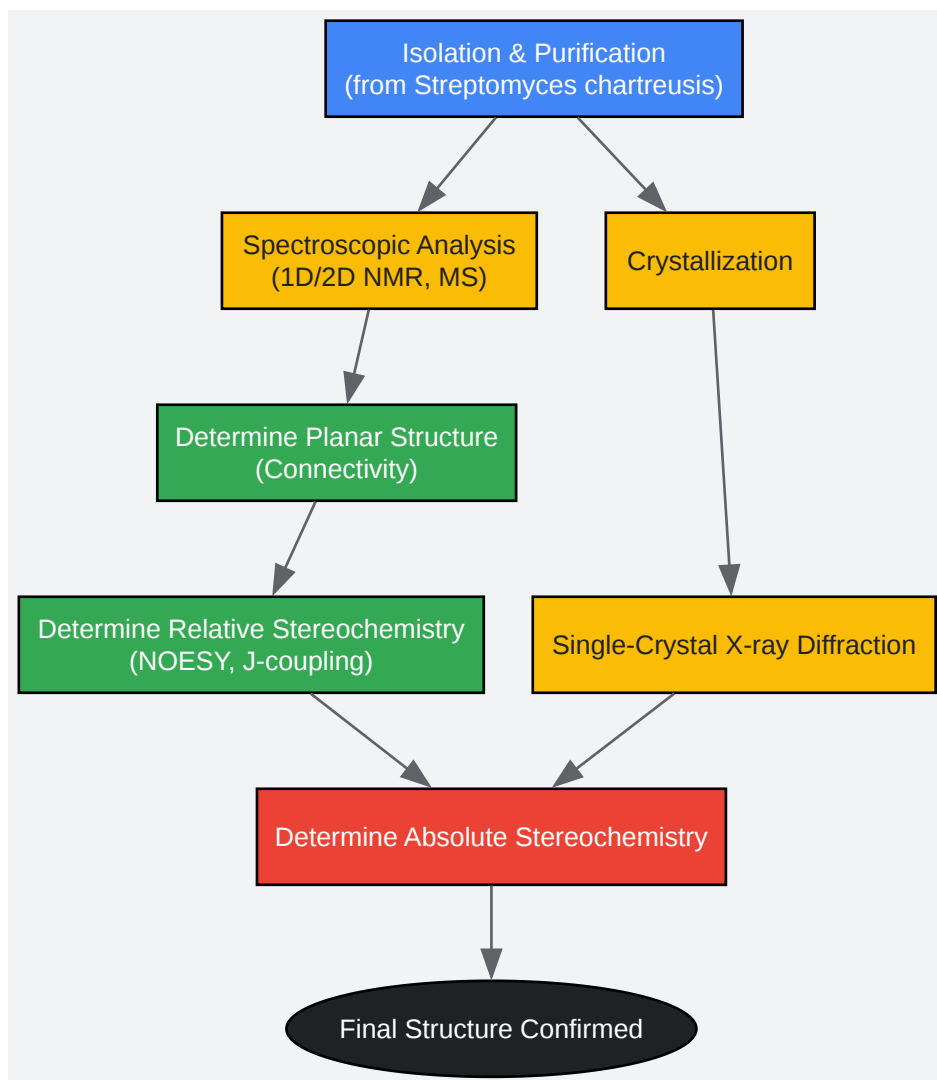 Isolation & Purification
(from Streptomyces chartreusis)
Spectroscopic Analysis
(1D/2D NMR, MS)
Crystallization
Determine Planar Structure
(Connectivity)
Determine Relative Stereochemistry
(NOESY, J-coupling)
Single-Crystal X-ray Diffraction
Determine Absolute Stereochemistry
Final Structure Confirmed